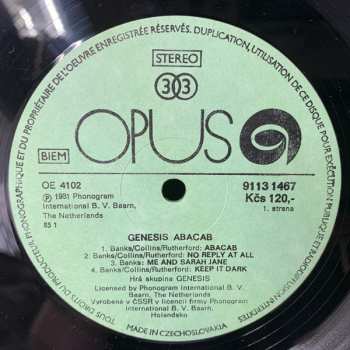 DROITS DU PRODUCTEUR PHONOGRAPHIQUE ET DU PROPRIÉTAIRE DE L'OEUVRE ENREGISTRÉE RÉSERVÉS. DUPLICATION, UTILISATION DE CE DISQUE POUR EXÉCUTION PUBLIQUE ET RADIODIFFUSION INTERDITES
STEREO
33
OPUS
BIEM
OE 4102
9113 1467
℗ 1981 Phonogram
International B. V. Baarn,
The Netherlands
Kčs 120,-
1. strana
85 1
GENESIS ABACAB
1. Banks/Collins/Rutherford: ABACAB
2. Banks/Collins/Rutherford: NO REPLY AT ALL
3. Banks: ME AND SARAH JANE
4. Banks/Collins/Rutherford: KEEP IT DARK
Hrá skupina GENESIS
Licensed by Phonogram International B. V.
Baarn, The Netherlands
Vyrobené v ČSSR v licencii firmy Phonogram
International B. V. Baarn,
Holandsko
MADE IN CZECHOSLOVAKIA